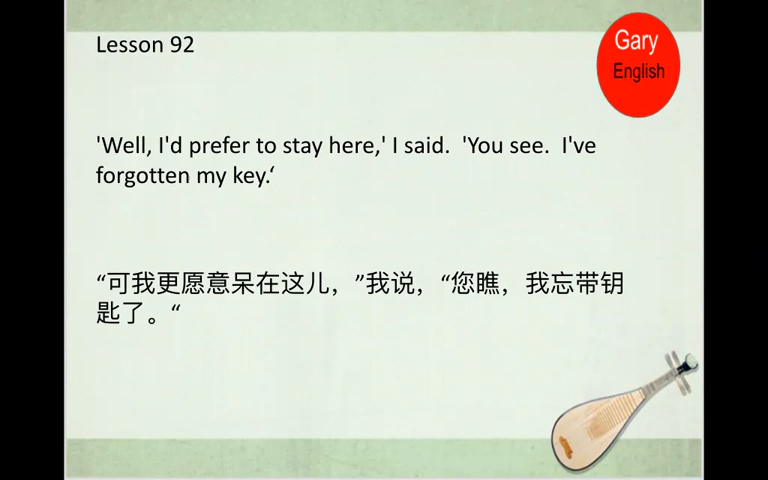 Lesson 92
Gary
English
'Well, I'd prefer to stay here,' I said.  'You see.  I've
forgotten my key.‘
“可我更愿意呆在这儿，”我说，“您瞧，我忘带钥
匙了。“